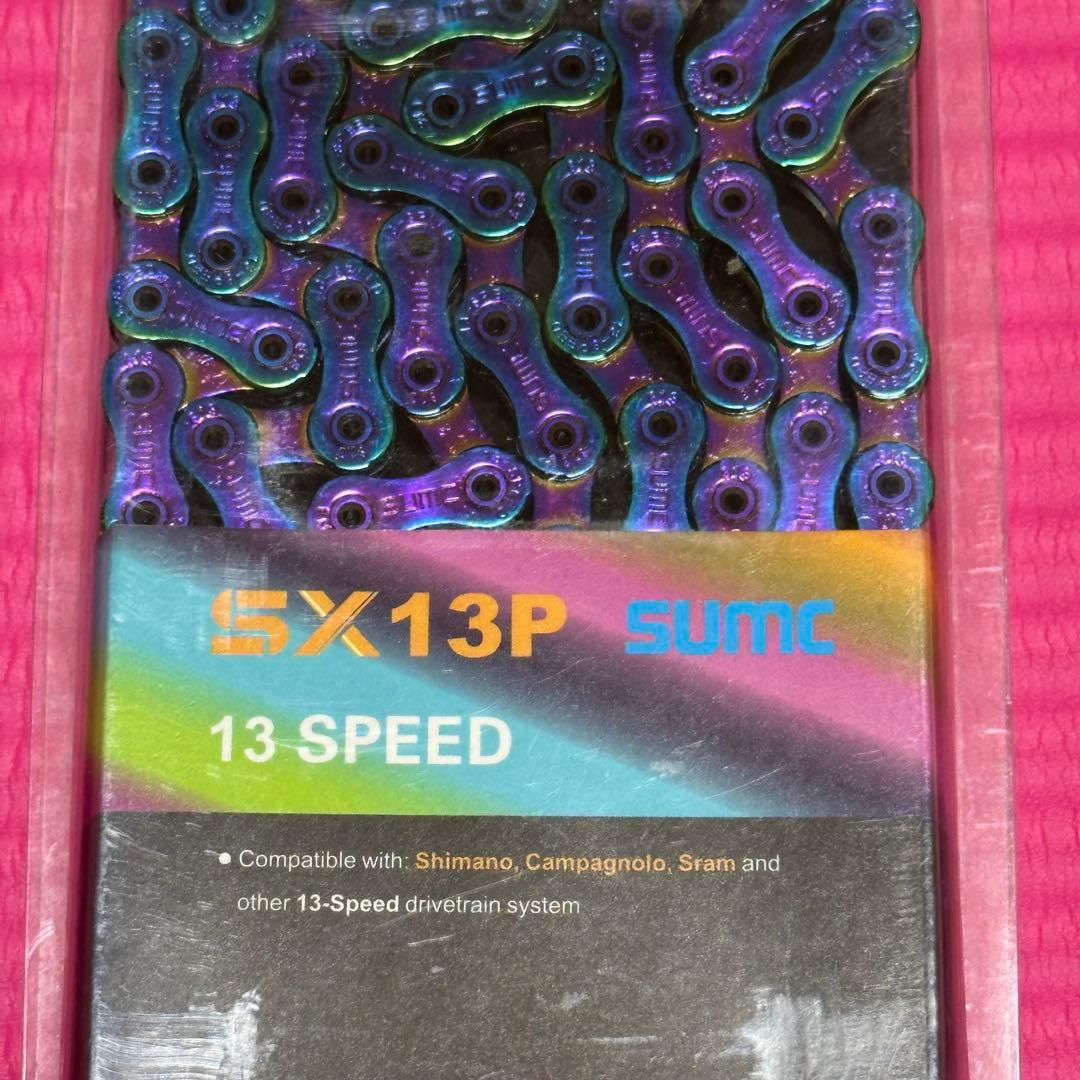 SX13P SUMC
13 SPEED
● Compatible with: Shimano, Campagnolo, Sram and
other 13-Speed drivetrain system